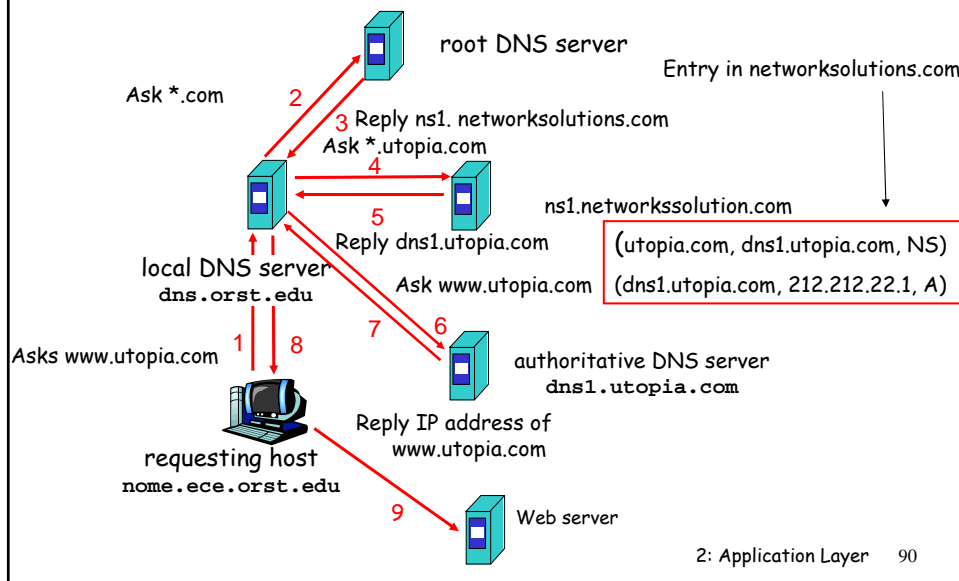 root DNS server
Entry in networksolutions.com
Ask *.com
2
3
Reply ns1. networksolutions.com
Ask *.utopia.com
4
5
ns1.networkssolution.com
Reply dns1.utopia.com
(utopia.com, dns1.utopia.com, NS)
(dns1.utopia.com, 212.212.22.1, A)
local DNS server
dns.orst.edu
Ask www.utopia.com
7
6
Asks www.utopia.com
1
8
authoritative DNS server
dns1.utopia.com
Reply IP address of
www.utopia.com
requesting host
nome.ece.orst.edu
9
Web server
2: Application Layer 90